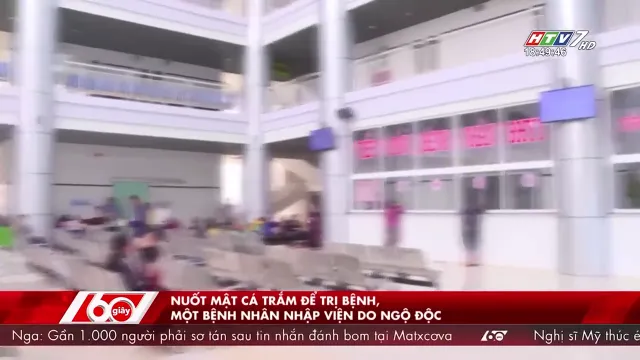 HTV7 HD
18:49:46
60 giây
NUỐT MẬT CÁ TRẮM ĐỂ TRỊ BỆNH,
MỘT BỆNH NHÂN NHẬP VIỆN DO NGỘ ĐỘC
Nga: Gần 1.000 người phải sơ tán sau tin nhắn đánh bom tại Matxcova
60
Nghị sĩ Mỹ thúc é